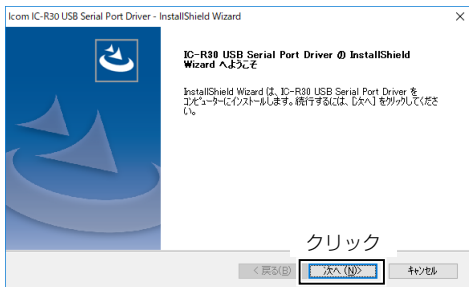 Icom IC-R30 USB Serial Port Driver - InstallShield Wizard
IC-R30 USB Serial Port Driver の InstallShield
Wizard へようこそ
InstallShield Wizard は、IC-R30 USB Serial Port Driver を
コンピューターにインストールします。続行するには、[次へ] をクリックしてくださ
い。
クリック
< 戻る(B)
次へ (N)>
キャンセル